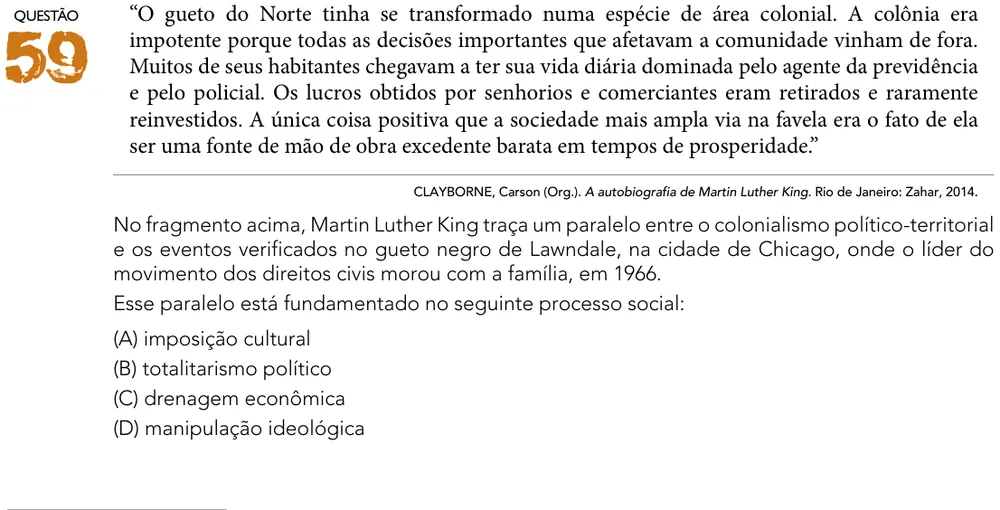 QUESTÃO
59
“O gueto do Norte tinha se transformado numa espécie de área colonial. A colônia era
impotente porque todas as decisões importantes que afetavam a comunidade vinham de fora.
Muitos de seus habitantes chegavam a ter sua vida diária dominada pelo agente da previdência
e pelo policial. Os lucros obtidos por senhorios e comerciantes eram retirados e raramente
reinvestidos. A única coisa positiva que a sociedade mais ampla via na favela era o fato de ela
ser uma fonte de mão de obra excedente barata em tempos de prosperidade.”
CLAYBORNE, Carson (Org.). A autobiografia de Martin Luther King. Rio de Janeiro: Zahar, 2014.
No fragmento acima, Martin Luther King traça um paralelo entre o colonialismo político-territorial
e os eventos verificados no gueto negro de Lawndale, na cidade de Chicago, onde o líder do
movimento dos direitos civis morou com a família, em 1966.
Esse paralelo está fundamentado no seguinte processo social:
(A) imposição cultural
(B) totalitarismo político
(C) drenagem econômica
(D) manipulação ideológica